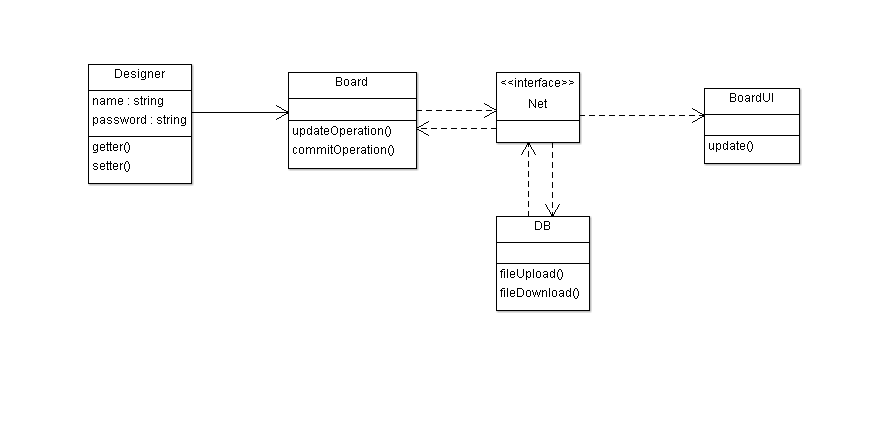 Designer
name : string
password : string
getter()
setter()
Board
updateOperation()
commitOperation()
<<interface>>
Net
BoardUI
update()
DB
fileUpload()
fileDownload()